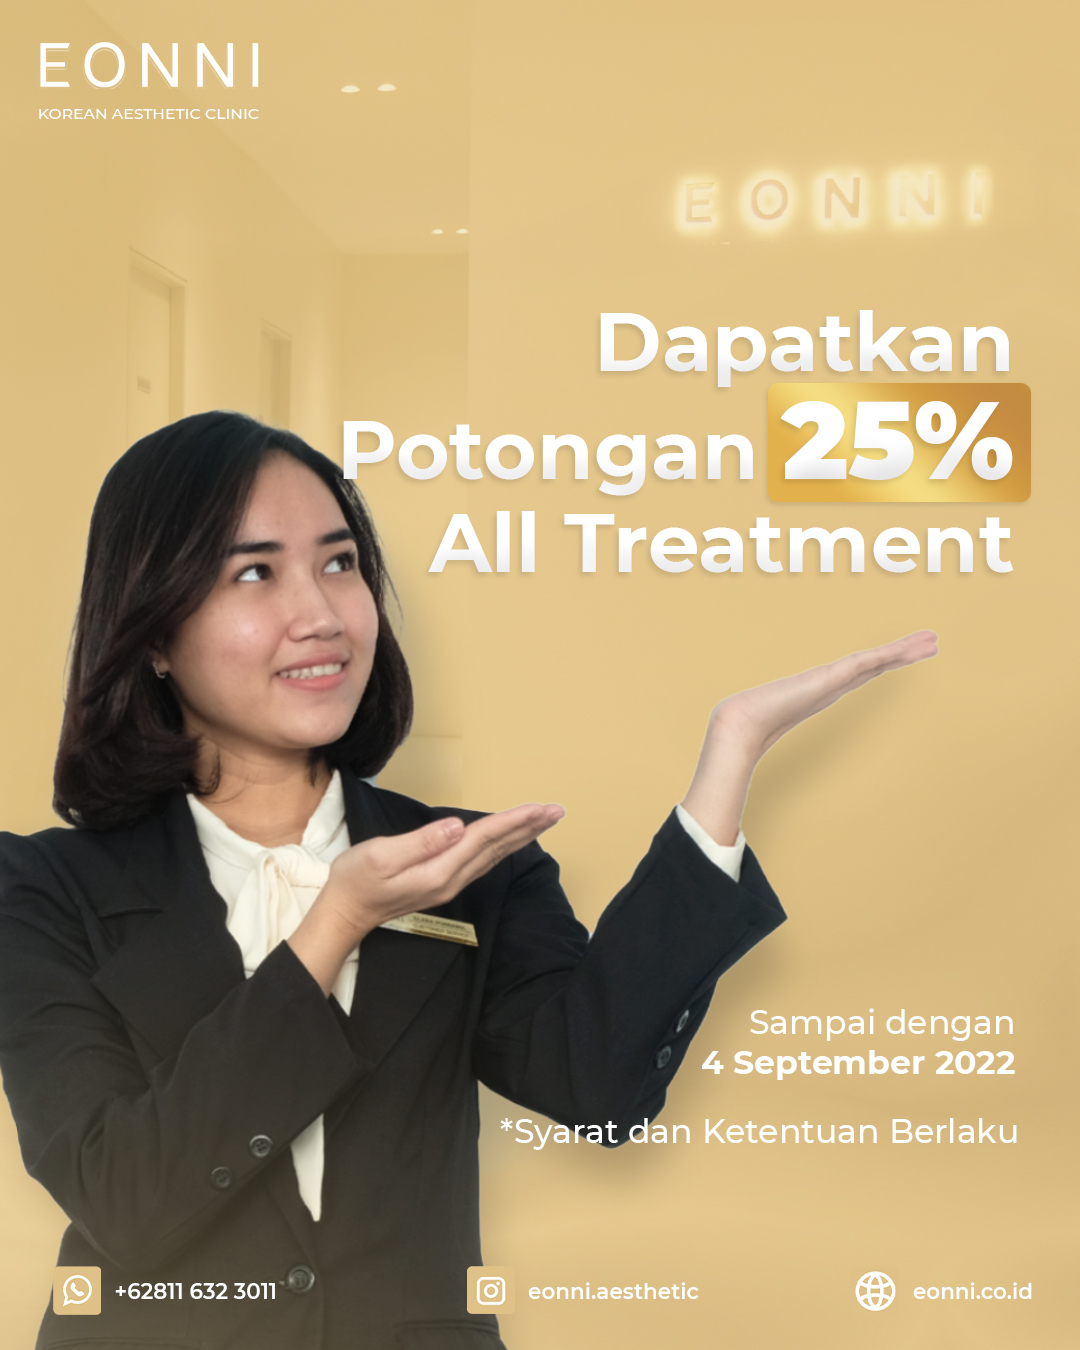 EONNI
KOREAN AESTHETIC CLINIC
EONNI
Dapatkan
Potongan 25%
All Treatment
Sampai dengan
4 September 2022
*Syarat dan Ketentuan Berlaku
+62811 632 3011
eonni.aesthetic
eonni.co.id